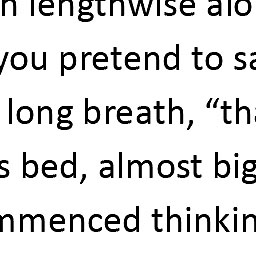 n lengthwise alo
you pretend to sa
long breath, “tha
s bed, almost big
mmenced thinkin